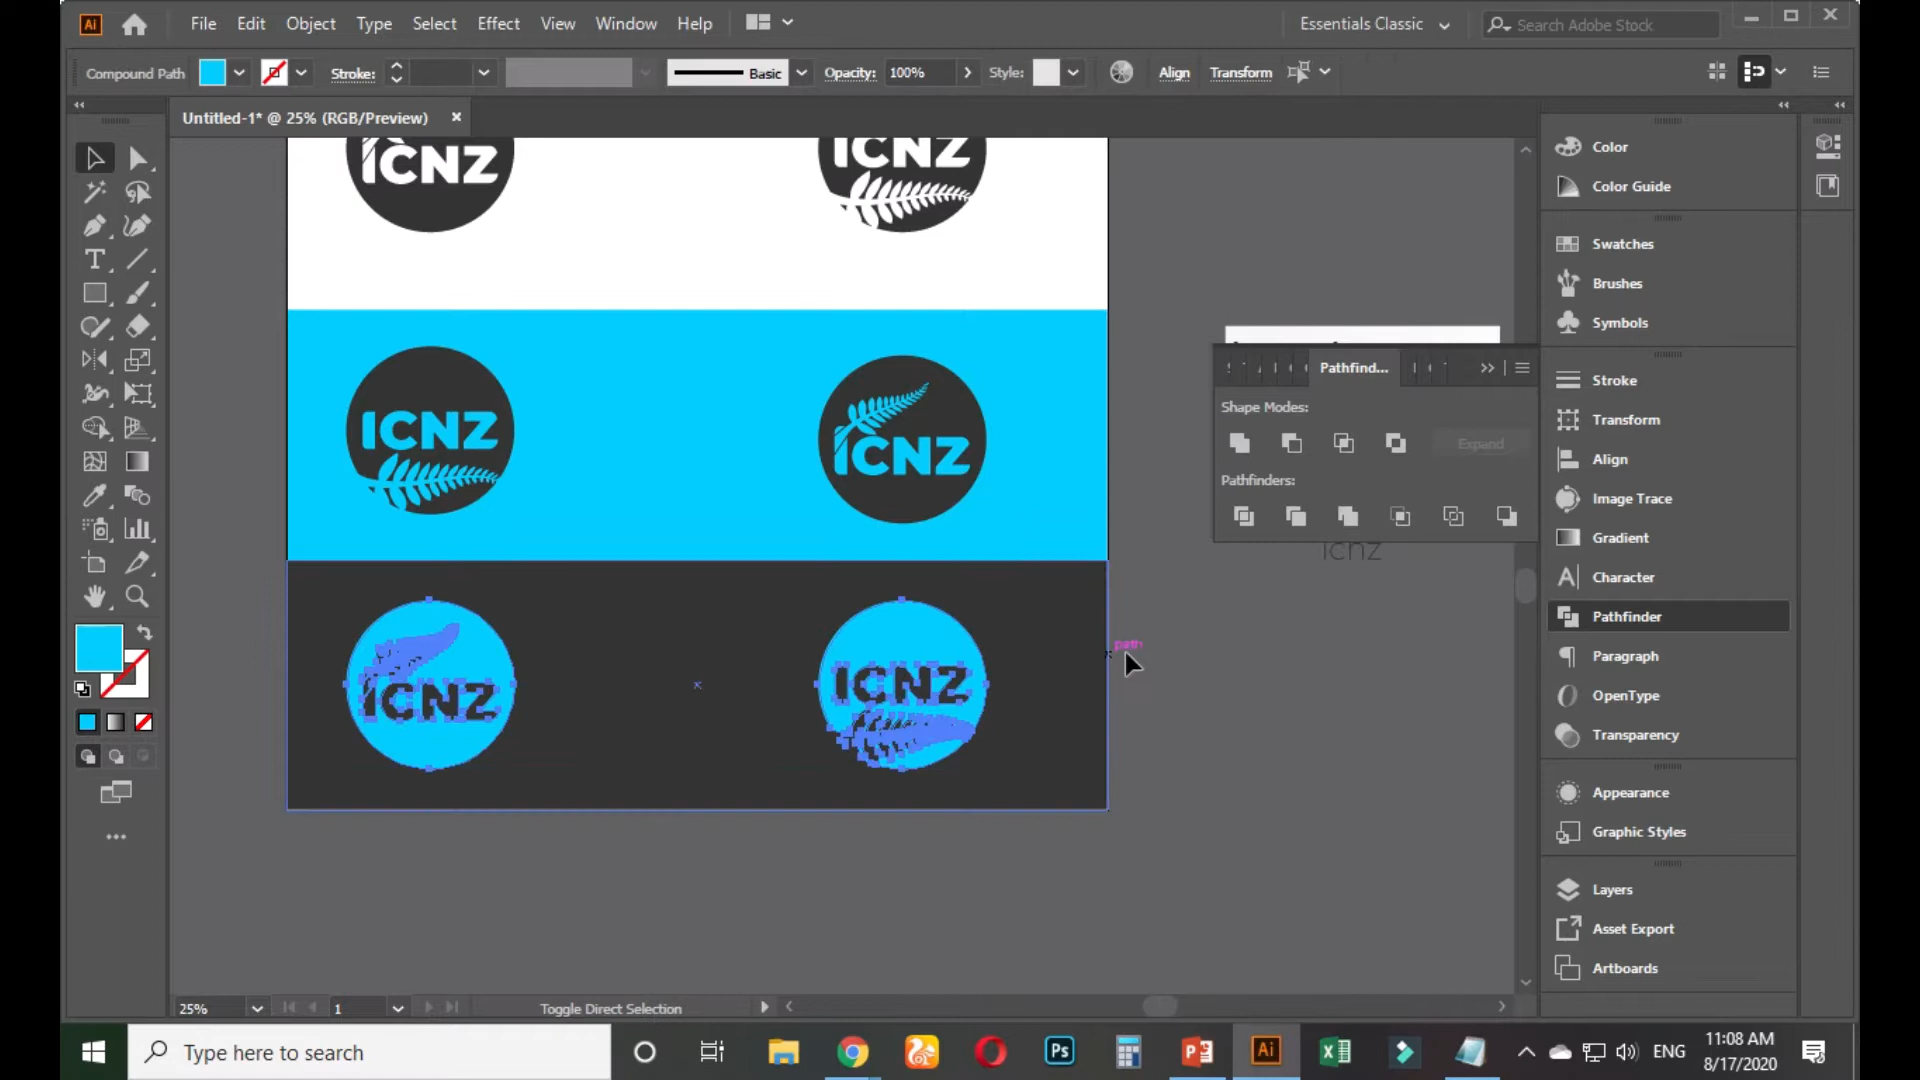 Ai File Edit Object Type Select Effect View Window Help Essentials Classic Search Adobe Stock
Compound Path Stroke: Basic Opacity: 100% Style: Align Transform
Untitled-1* @ 25% (RGB/Preview) ×
ICNZ
ICNZ
ICNZ
ICNZ
ICNZ
ICNZ
path
Pathfind...
Shape Modes:
Expand
Pathfinders:
icnz
Color
Color Guide
Swatches
Brushes
Symbols
Stroke
Transform
Align
Image Trace
Gradient
Character
Pathfinder
Paragraph
OpenType
Transparency
Appearance
Graphic Styles
Layers
Asset Export
Artboards
25% 1 Toggle Direct Selection
Type here to search
Ps
Ai
ENG
11:08 AM
8/17/2020